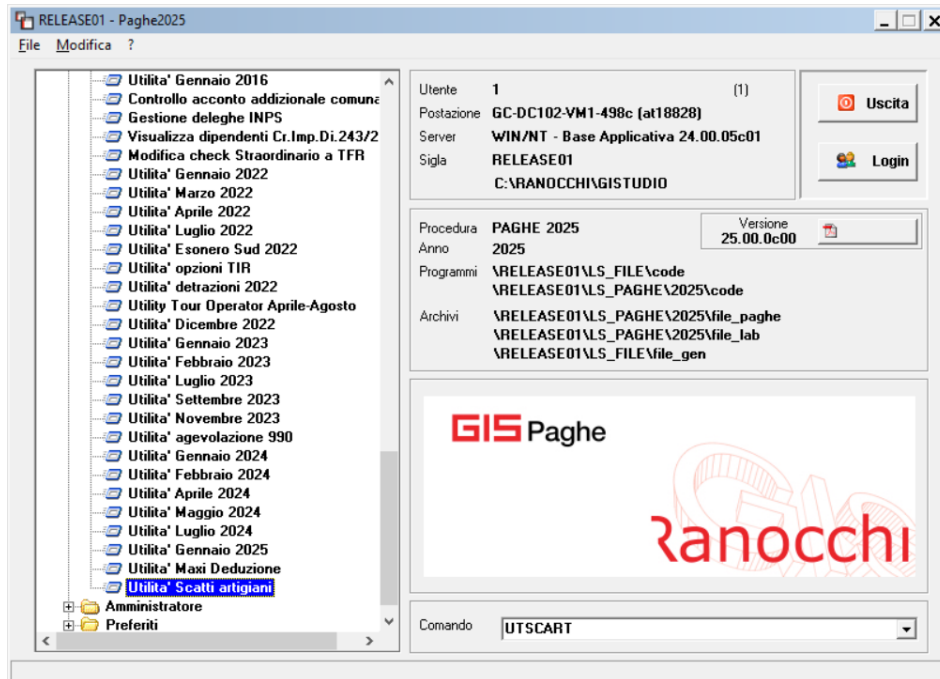 RELEASE01 - Paghe2025
File Modifica ?
Utilita' Gennaio 2016
Controllo acconto addizionale comuna
Gestione deleghe INPS
Visualizza dipendenti Cr.Imp.Di.243/2
Modifica check Straordinario a TFR
Utilita' Gennaio 2022
Utilita' Marzo 2022
Utilita' Aprile 2022
Utilita' Luglio 2022
Utilita' Esonero Sud 2022
Utilita' opzioni TIR
Utilita' detrazioni 2022
Utility Tour Operator Aprile-Agosto
Utilita' Dicembre 2022
Utilita' Gennaio 2023
Utilita' Febbraio 2023
Utilita' Luglio 2023
Utilita' Settembre 2023
Utilita' Novembre 2023
Utilita' agevolazione 990
Utilita' Gennaio 2024
Utilita' Febbraio 2024
Utilita' Aprile 2024
Utilita' Maggio 2024
Utilita' Luglio 2024
Utilita' Gennaio 2025
Utilita' Maxi Deduzione
Utilita' Scatti artigiani
Amministratore
Preferiti
Utente 1 (1)
Postazione GC-DC102-VM1-498c (at18828)
Server WIN/NT - Base Applicativa 24.00.05c01
Sigla RELEASE01
C:\RANOCCHI\GISTUDIO
Uscita
Login
Procedura PAGHE 2025
Versione
25.00.0c00
Anno 2025
Programmi \RELEASE01\LS_FILE\code
\RELEASE01\LS_PAGHE\2025\code
Archivi \RELEASE01\LS_PAGHE\2025\file_paghe
\RELEASE01\LS_PAGHE\2025\file_lab
\RELEASE01\LS_FILE\file_gen
GIS Paghe
Ranocchi
Comando UTSCART